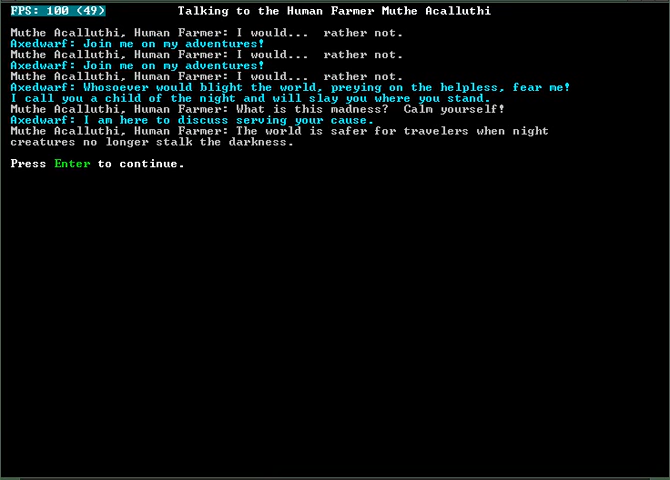 FPS: 100 (49) Talking to the Human Farmer Muthe Acalluthi
Muthe Acalluthi, Human Farmer: I would...  rather not.
Axedwarf: Join me on my adventures!
Muthe Acalluthi, Human Farmer: I would...  rather not.
Axedwarf: Join me on my adventures!
Muthe Acalluthi, Human Farmer: I would...  rather not.
Axedwarf: Whosoever would blight the world, preying on the helpless, fear me!
I call you a child of the night and will slay you where you stand.
Muthe Acalluthi, Human Farmer: What is this madness?  Calm yourself!
Axedwarf: I am here to discuss serving your cause.
Muthe Acalluthi, Human Farmer: The world is safer for travelers when night
creatures no longer stalk the darkness.
Press Enter to continue.